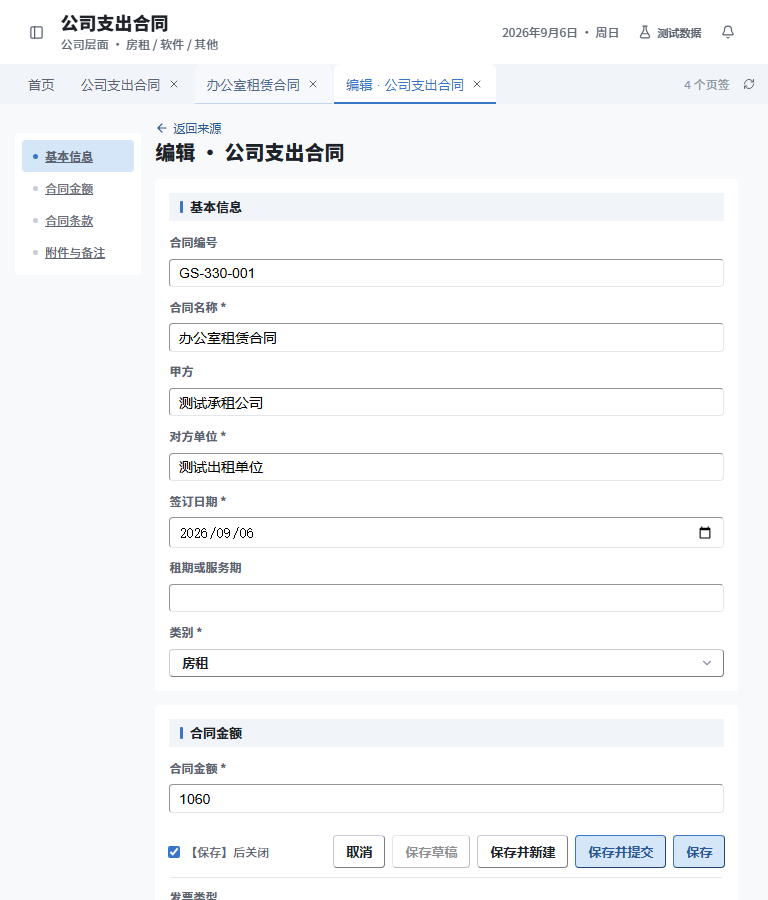 公司支出合同
公司层面 • 房租 / 软件 / 其他
2026年9月6日 • 周日
测试数据
首页
公司支出合同
办公室租赁合同
编辑 · 公司支出合同
4 个页签
返回来源
编辑 • 公司支出合同
基本信息
合同金额
合同条款
附件与备注
基本信息
合同编号
GS-330-001
合同名称 *
办公室租赁合同
甲方
测试承租公司
对方单位 *
测试出租单位
签订日期 *
2026/09/06
租期或服务期
类别 *
房租
合同金额
合同金额 *
1060
【保存】后关闭
取消
保存草稿
保存并新建
保存并提交
保存
发票类型